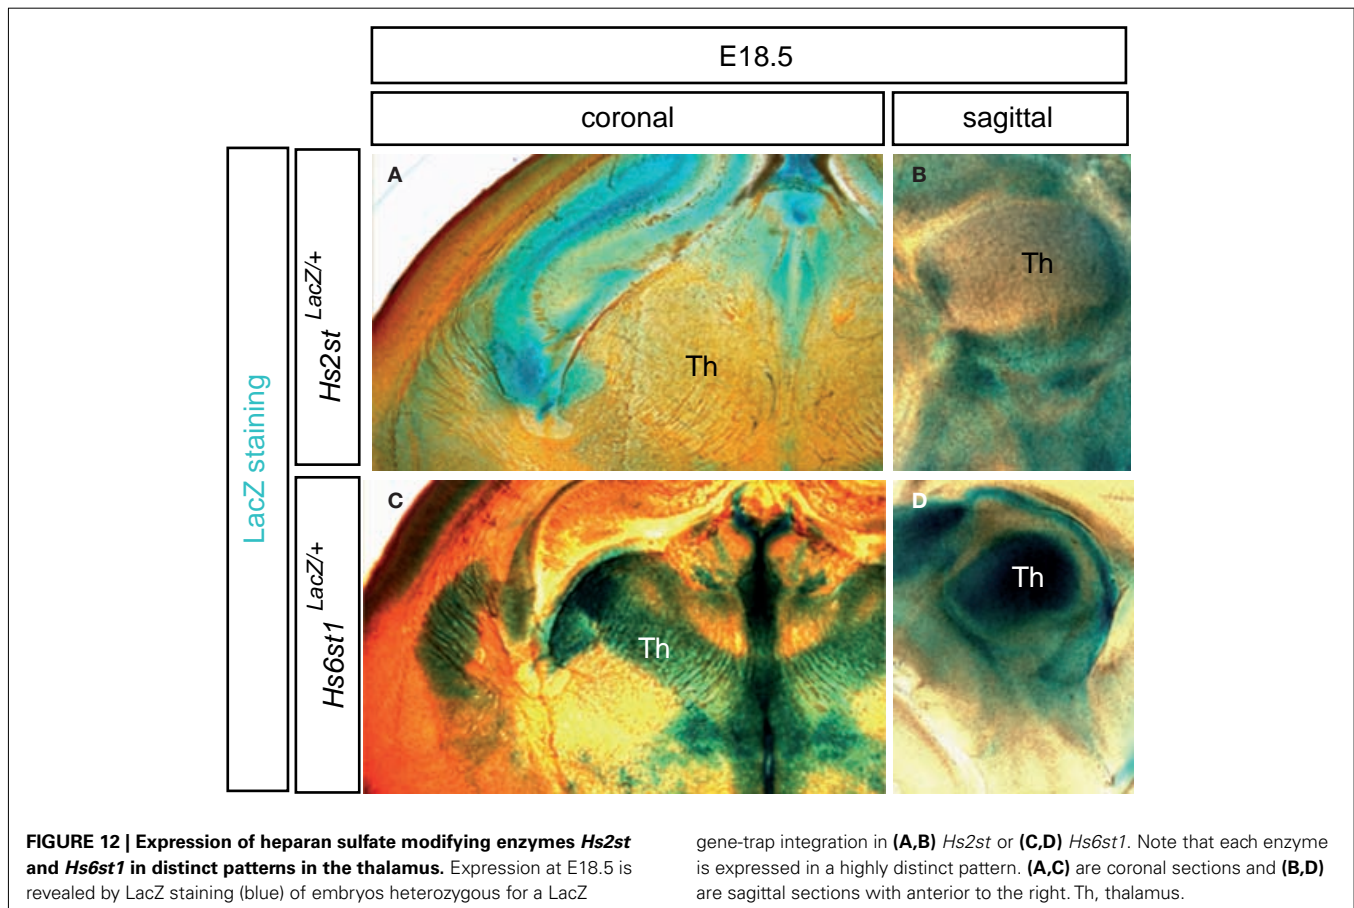 E18.5
coronal
sagittal
LacZ staining
Hs2st LacZ/+
A
Th
B
Th
Hs6st1 LacZ/+
C
Th
D
Th
FIGURE 12 | Expression of heparan sulfate modifying enzymes Hs2st
and Hs6st1 in distinct patterns in the thalamus. Expression at E18.5 is
revealed by LacZ staining (blue) of embryos heterozygous for a LacZ
gene-trap integration in (A,B) Hs2st or (C,D) Hs6st1. Note that each enzyme
is expressed in a highly distinct pattern. (A,C) are coronal sections and (B,D)
are sagittal sections with anterior to the right. Th, thalamus.